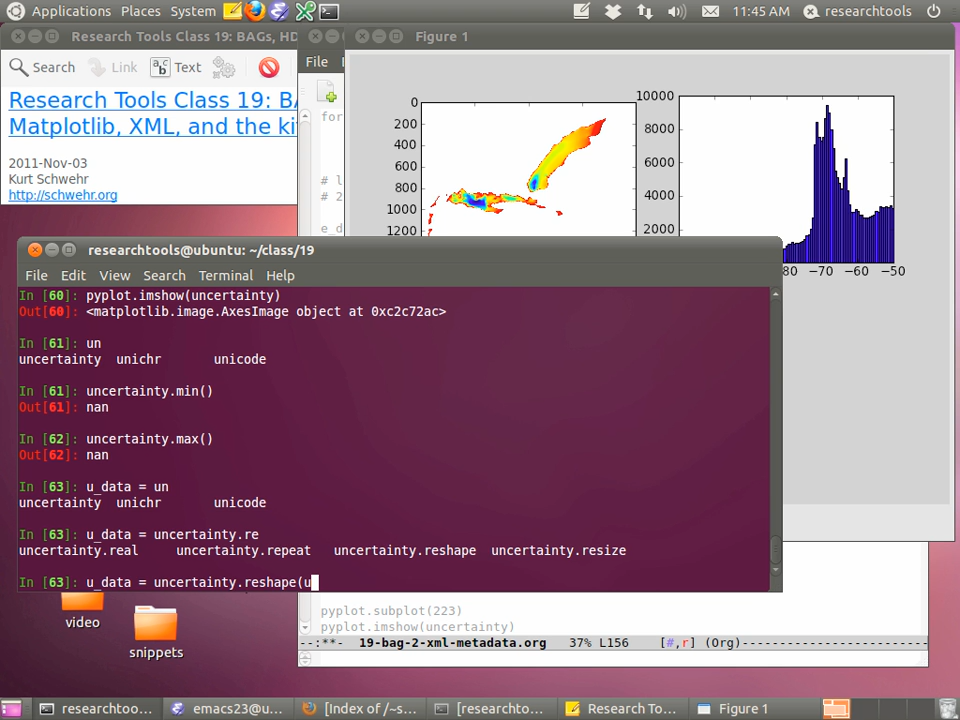 Applications Places System 11:45 AM researchtools
Research Tools Class 19: BAGs, HD
Search Link Text
Research Tools Class 19: BA
Matplotlib, XML, and the ki
2011-Nov-03
Kurt Schwehr
http://schwehr.org
File
for
# l
# 2
e_d
Figure 1
0
200
400
600
800
1000
1200
10000
8000
6000
4000
2000
80 −70 −60 −50
researchtools@ubuntu: ~/class/19
File Edit View Search Terminal Help
In [60]: pyplot.imshow(uncertainty)
Out[60]: <matplotlib.image.AxesImage object at 0xc2c72ac>
In [61]: un
uncertainty unichr unicode
In [61]: uncertainty.min()
Out[61]: nan
In [62]: uncertainty.max()
Out[62]: nan
In [63]: u_data = un
uncertainty unichr unicode
In [63]: u_data = uncertainty.re
uncertainty.real uncertainty.repeat uncertainty.reshape uncertainty.resize
In [63]: u_data = uncertainty.reshape(u
video
snippets
pyplot.subplot(223)
pyplot.imshow(uncertainty)
--:**- 19-bag-2-xml-metadata.org 37% L156 [#,r] (Org)------------------------
researchtoo... emacs23@u... [Index of /~s... [researchto... Research To... Figure 1